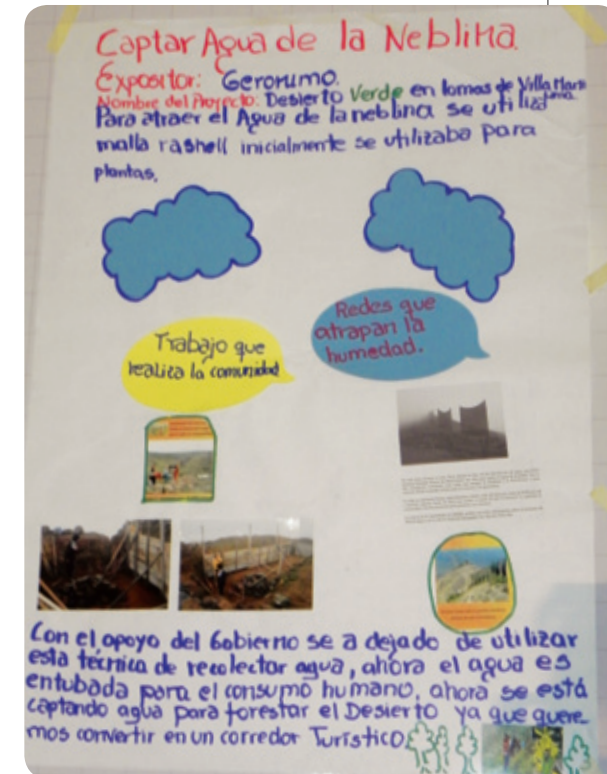 Captar Agua de la Neblina
Expositor: Geronimo.
Nombre del Proyecto: Desierto Verde en lomas de Villa María
Para atraer el Agua de la neblina se utiliza
malla rashell inicialmente se utilizaba para
plantas.
Redes que
atrapan la
humedad.
Trabajo que
realiza la comunidad
Con el apoyo del Gobierno se a dejado de utilizar
esta técnica de recolectar agua, ahora el agua es
entubada para el consumo humano, ahora se está
captando agua para forestar el Desierto ya que quere
mos convertir en un corredor Turístico